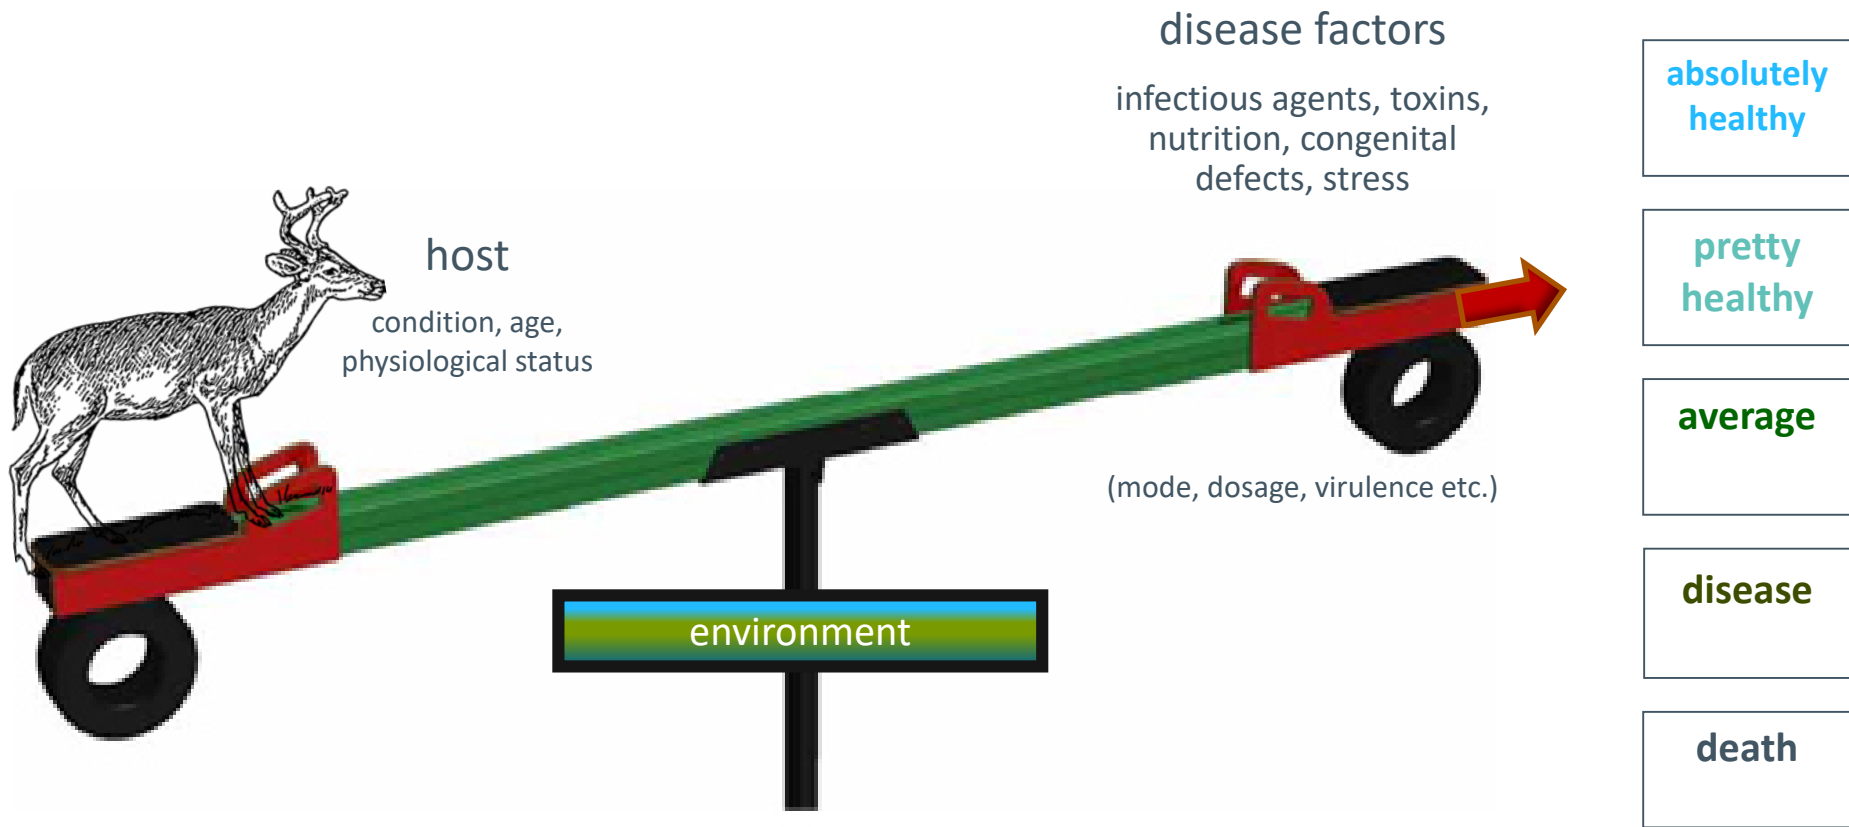 disease factors
infectious agents, toxins,
nutrition, congenital
defects, stress
host
condition, age,
physiological status
(mode, dosage, virulence etc.)
environment
absolutely
healthy
pretty
healthy
average
disease
death